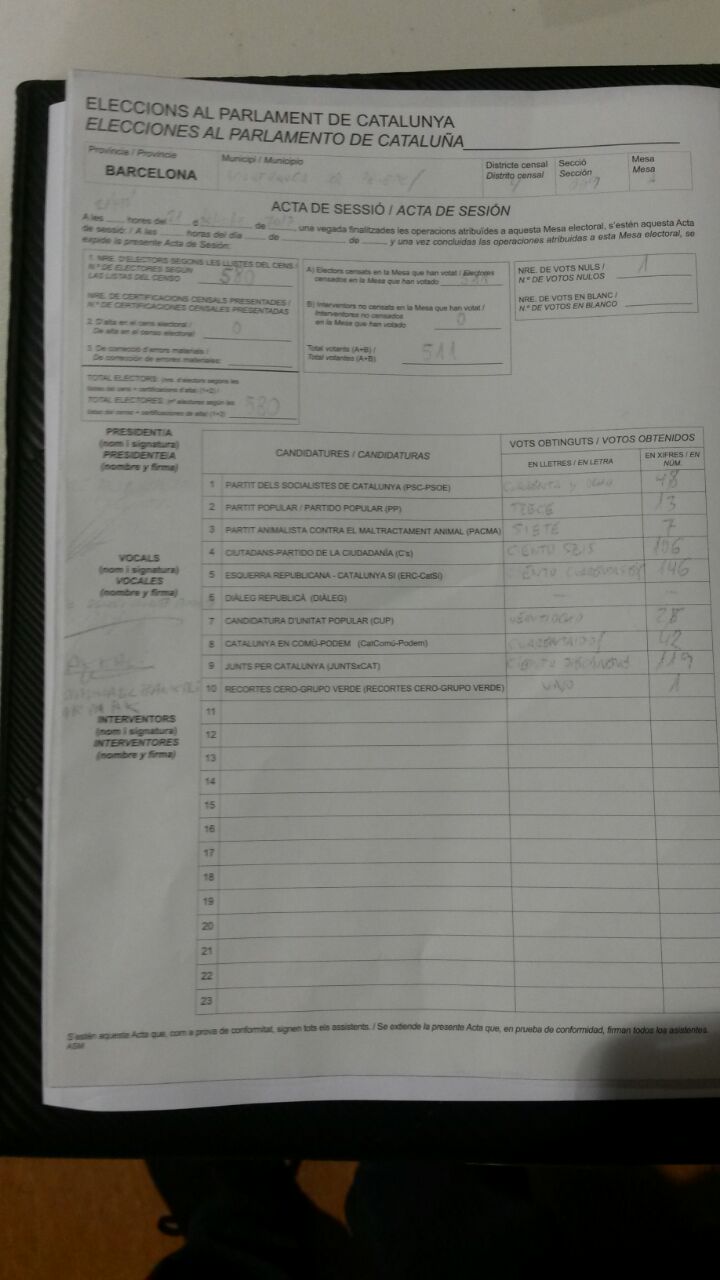 ELECCIONS AL PARLAMENT DE CATALUNYA
ELECCIONES AL PARLAMENTO DE CATALUÑA
Província / Provincia
BARCELONA
Municipi / Municipio
Districte censal
Distrito censal
Secció
Sección
Mesa
Mesa
ACTA DE SESSIÓ / ACTA DE SESIÓN
A les hores del de de , una vegada finalitzades les operacions atribuïdes a aquesta Mesa electoral, s'estén aquesta Acta
de sessió: / A las horas del día de de y una vez concluidas las operaciones atribuidas a esta Mesa electoral, se
expide la presente Acta de Sesión:
1. NRE. D'ELECTORS SEGONS LES LLISTES DEL CENS /
N.º DE ELECTORES SEGÚN
LAS LISTAS DEL CENSO 580
NRE. DE CERTIFICACIONS CENSALS PRESENTADES /
N.º DE CERTIFICACIONES CENSALES PRESENTADAS
2. D'alta en el cens electoral /
De alta en el censo electoral: 0
3. De correcció d'errors materials /
De corrección de errores materiales:
TOTAL ELECTORS: (nre. d'electors segons les
llistes del cens + certificacions d'alta) (1+2) /
TOTAL ELECTORES: (nº electores según las
listas del censo + certificaciones de alta) (1+2) 580
A) Electors censats en la Mesa que han votat / Electores
censados en la Mesa que han votado
B) Interventors no censats en la Mesa que han votat /
Interventores no censados
en la Mesa que han votado 0
Total votants (A+B) /
Total votantes (A+B) 511
NRE. DE VOTS NULS /
N.º DE VOTOS NULOS 1
NRE. DE VOTS EN BLANC /
N.º DE VOTOS EN BLANCO
PRESIDENT/A
(nom i signatura)
PRESIDENTE/A
(nombre y firma)
VOCALS
(nom i signatura)
VOCALES
(nombre y firma)
INTERVENTORS
(nom i signatura)
INTERVENTORES
(nombre y firma)
CANDIDATURES / CANDIDATURAS
VOTS OBTINGUTS / VOTOS OBTENIDOS
EN LLETRES / EN LETRA
EN XIFRES / EN NÚM.
1 PARTIT DELS SOCIALISTES DE CATALUNYA (PSC-PSOE) CUARENTA Y OCHO 48
2 PARTIT POPULAR / PARTIDO POPULAR (PP) TRECE 13
3 PARTIT ANIMALISTA CONTRA EL MALTRACTAMENT ANIMAL (PACMA) SIETE 7
4 CIUTADANS-PARTIDO DE LA CIUDADANÍA (C's) CIENTO SEIS 106
5 ESQUERRA REPUBLICANA - CATALUNYA SÍ (ERC-CatSí) CIENTO 146
6 DIÀLEG REPUBLICÀ (DIÀLEG) — -
7 CANDIDATURA D'UNITAT POPULAR (CUP) VEINTIOCHO 28
8 CATALUNYA EN COMÚ-PODEM (CatComú-Podem) 42
9 JUNTS PER CATALUNYA (JUNTSxCAT) CIENTO DIECINUEVE 119
10 RECORTES CERO-GRUPO VERDE (RECORTES CERO-GRUPO VERDE) UNO 1
11
12
13
14
15
16
17
18
19
20
21
22
23
S'estén aquesta Acta que, com a prova de conformitat, signen tots els assistents. / Se extiende la presente Acta que, en prueba de conformidad, firman todos los asistentes.
ASM